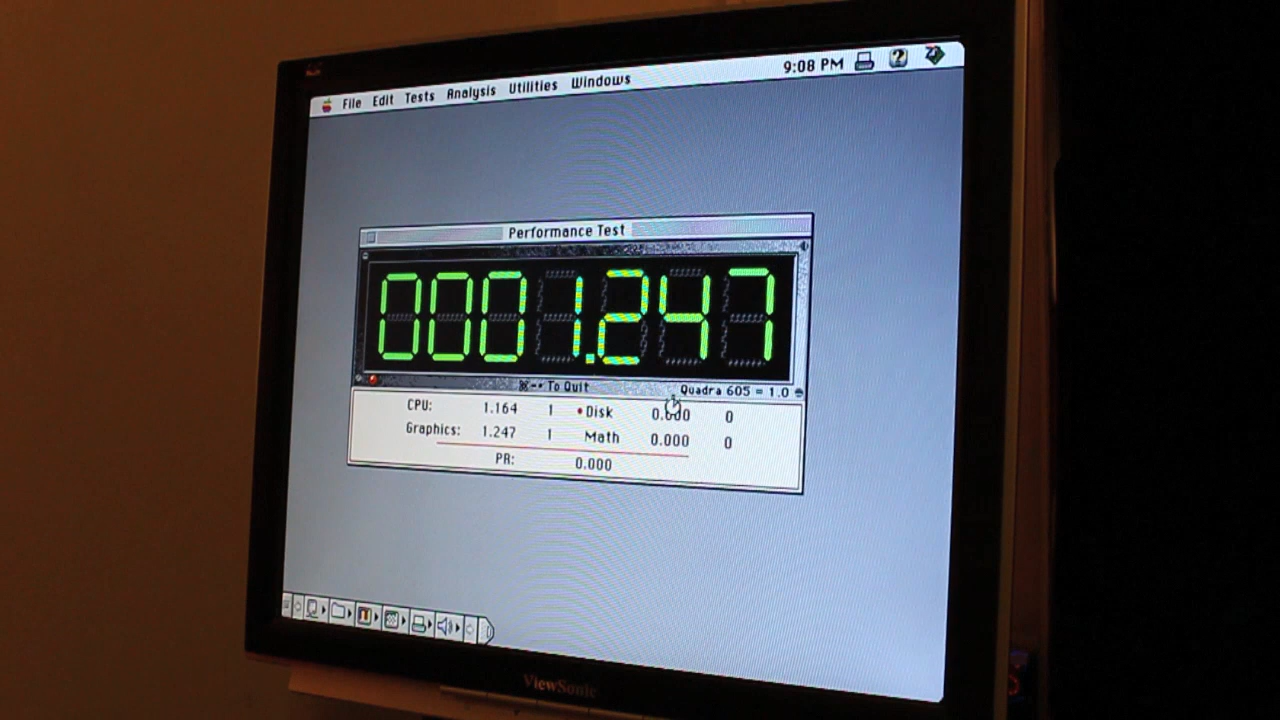 File Edit Tests Analysis Utilities Windows 9:08 PM
Performance Test
0001.247
⌘-. To Quit Quadra 605 = 1.0
CPU: 1.164 1 • Disk 0.000 0
Graphics: 1.247 1 Math 0.000 0
PR: 0.000
ViewSonic